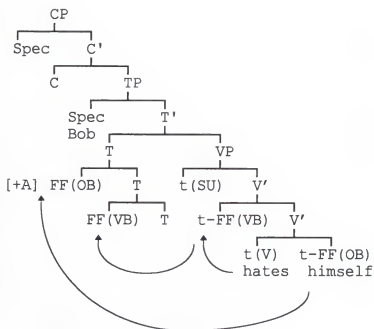 CP
Spec C'
C TP
Spec T'
Bob
T VP
[+A] FF(OB) T t(SU) V'
FF(VB) T t-FF(VB) V'
t(V) t-FF(OB)
hates himself